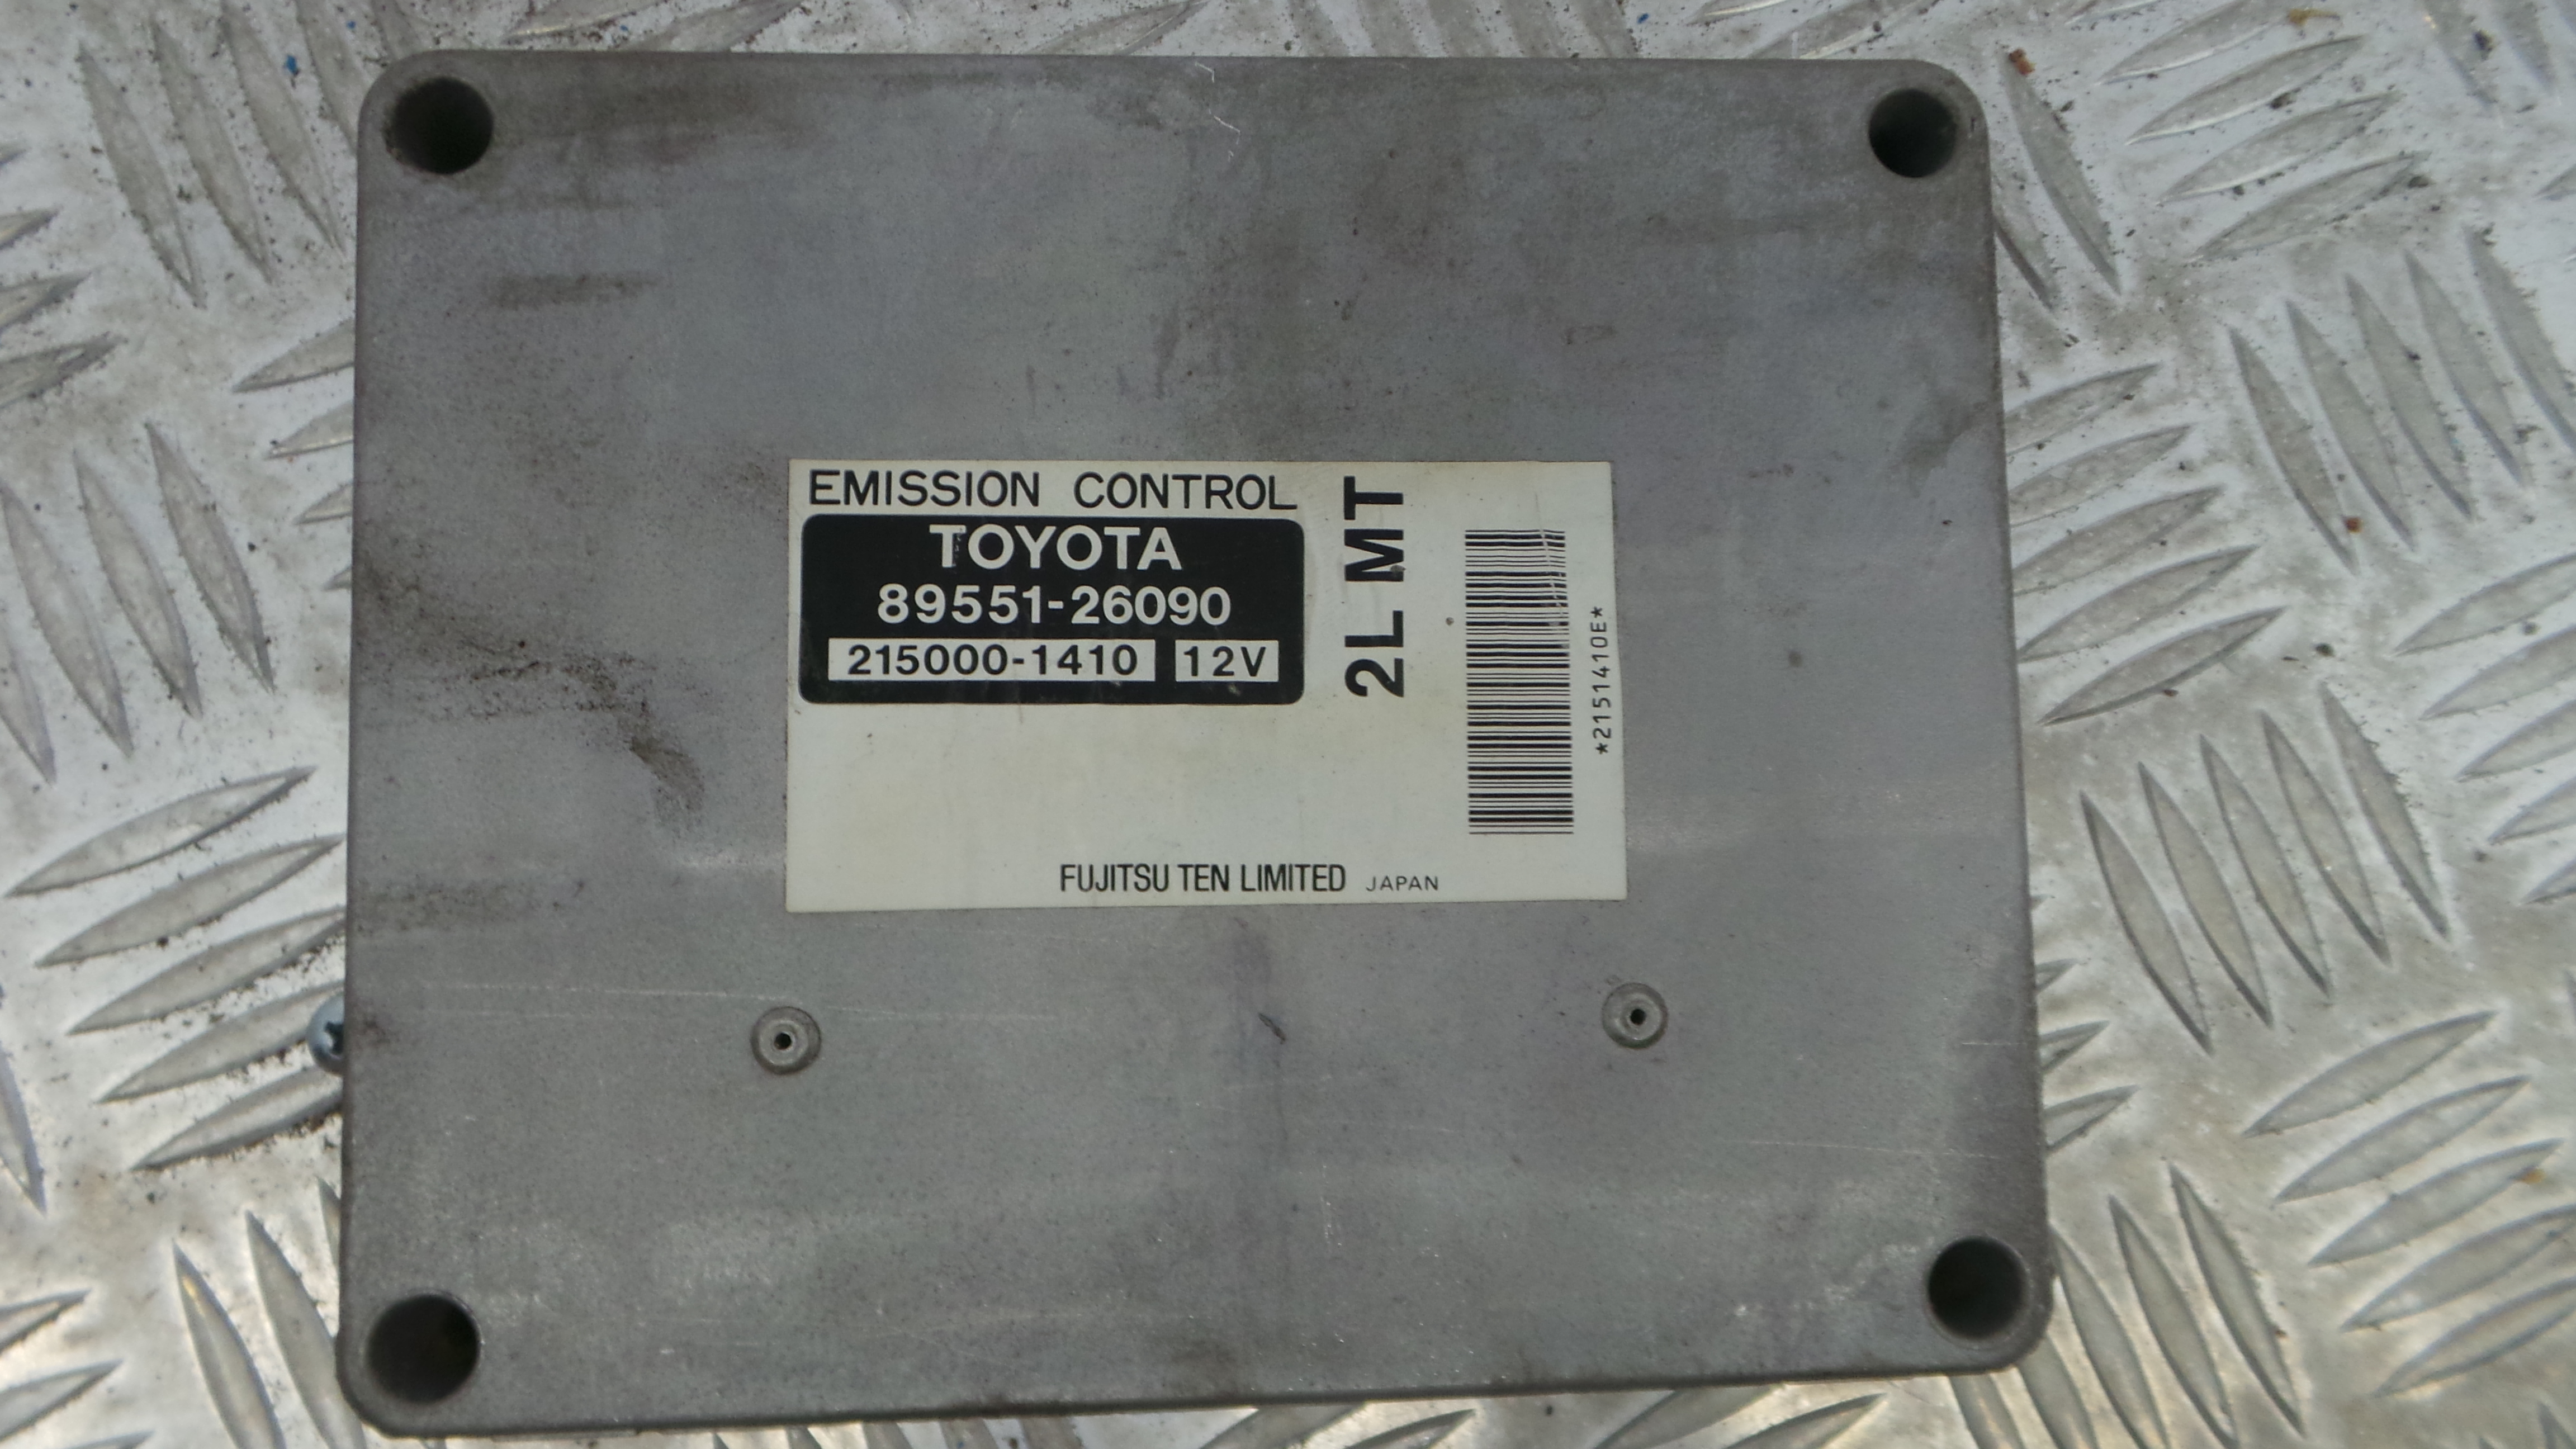 EMISSION CONTROL
TOYOTA
89551-26090
215000-1410 12V
2L MT
*2151410E*
FUJITSU TEN LIMITED JAPAN